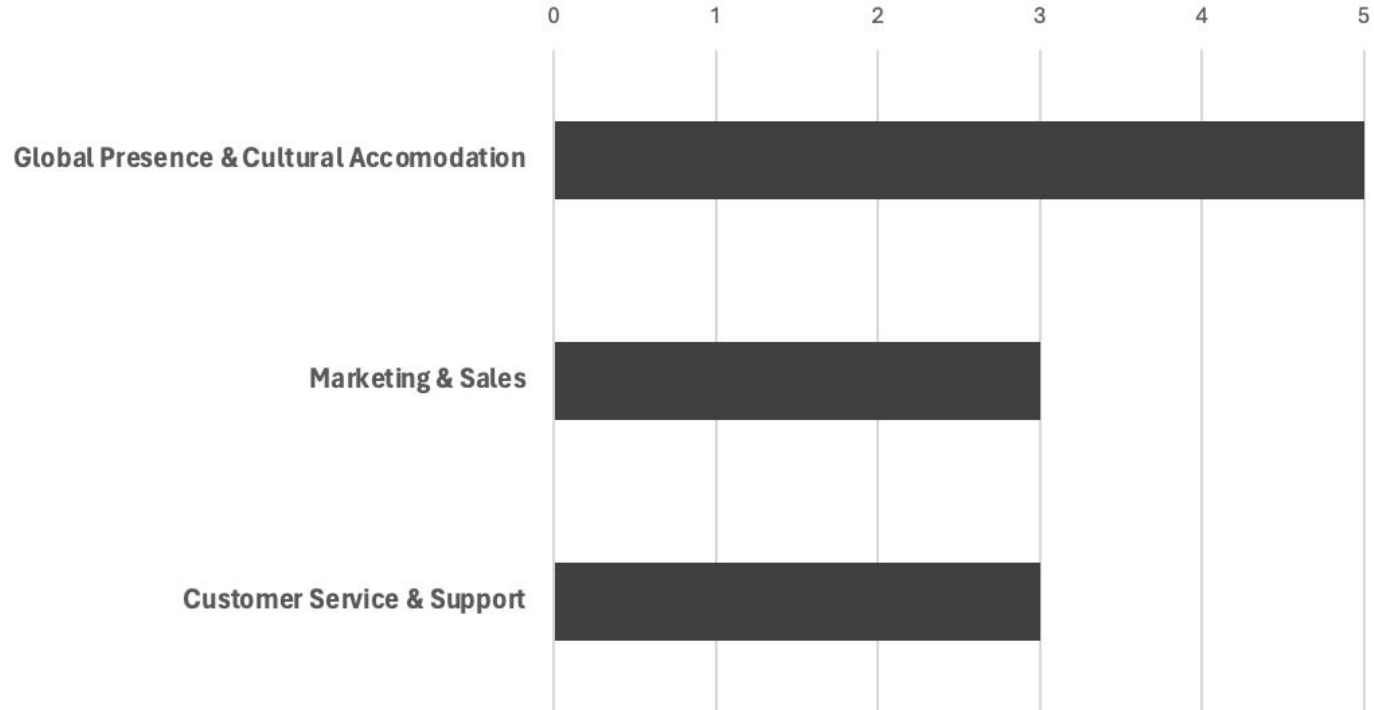 0 1 2 3 4 5
Global Presence & Cultural Accomodation
Marketing & Sales
Customer Service & Support